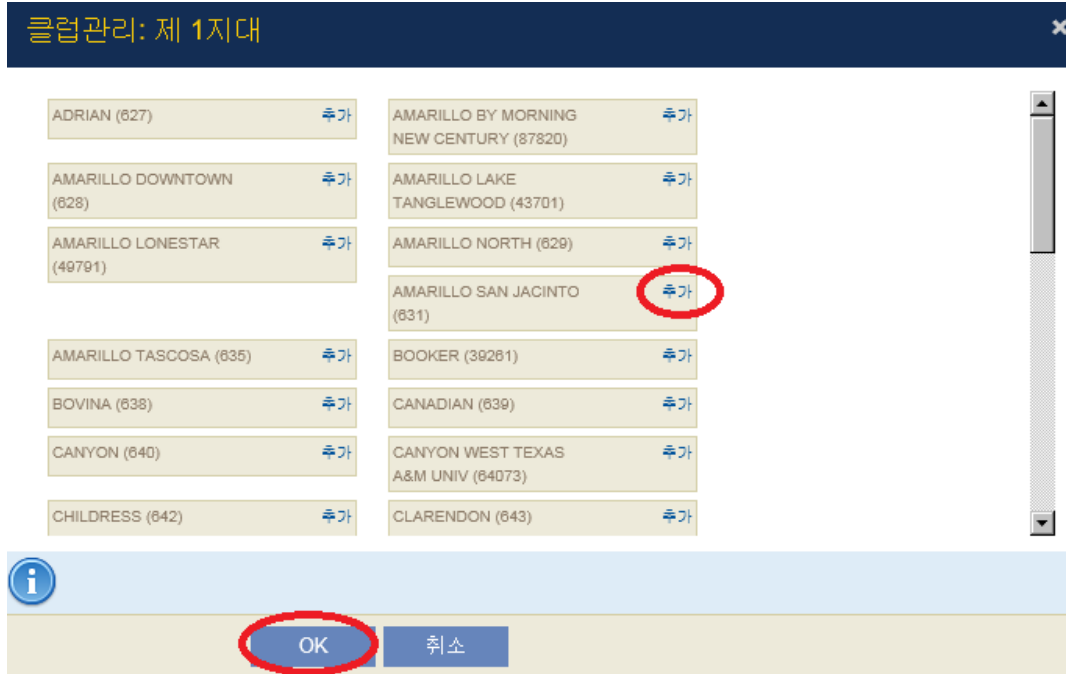 클럽관리: 제 1지대
ADRIAN (627) 추가
AMARILLO BY MORNING 추가
NEW CENTURY (87820)
AMARILLO DOWNTOWN 추가
(628)
AMARILLO LAKE 추가
TANGLEWOOD (43701)
AMARILLO LONESTAR 추가
(49791)
AMARILLO NORTH (629) 추가
AMARILLO SAN JACINTO 추가
(631)
AMARILLO TASCOSA (635) 추가
BOOKER (39261) 추가
BOVINA (638) 추가
CANADIAN (639) 추가
CANYON (640) 추가
CANYON WEST TEXAS 추가
A&M UNIV (64073)
CHILDRESS (642) 추가
CLARENDON (643) 추가
OK
취소